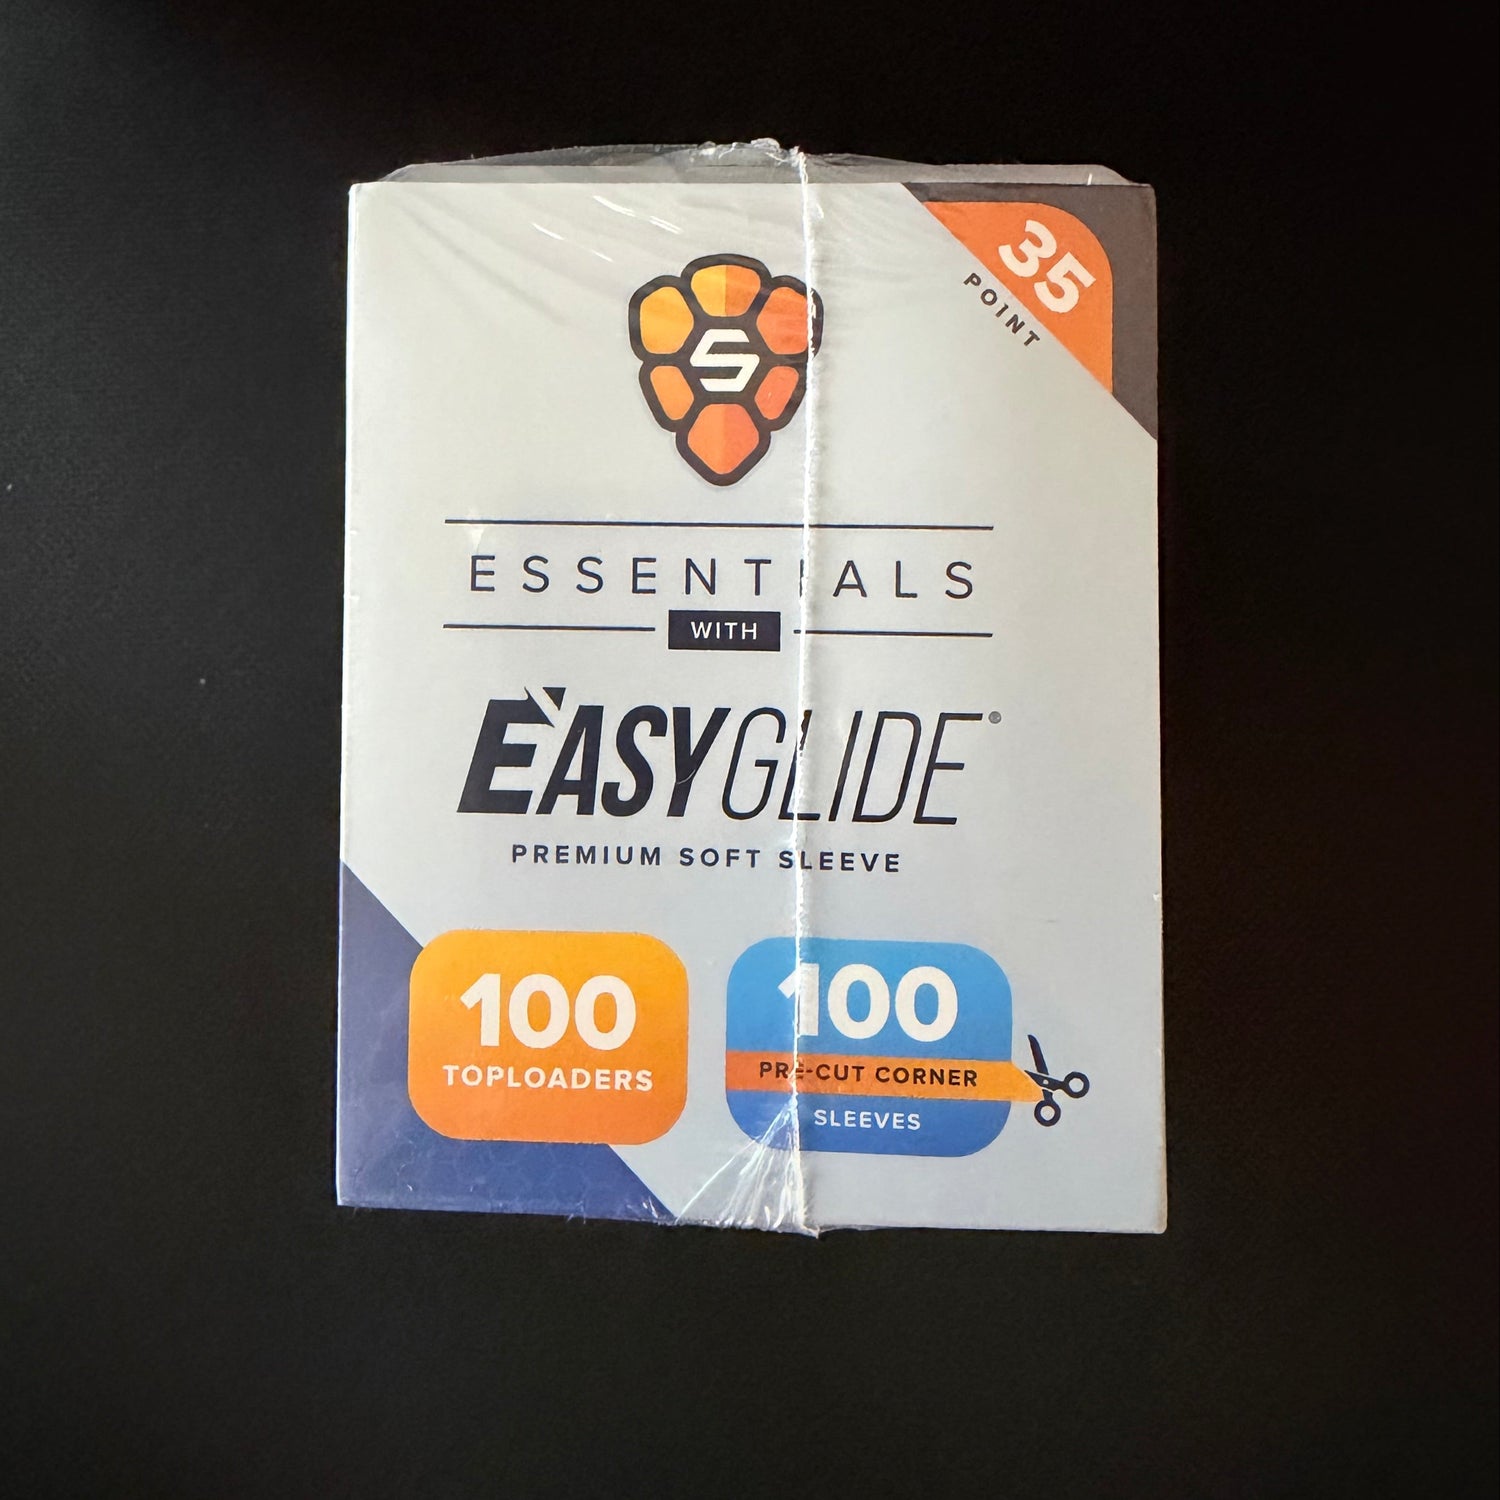 35
POINT
S
ESSENTIALS
WITH
EASYGLIDE®
PREMIUM SOFT SLEEVE
100
TOPLOADERS
100
PRE-CUT CORNER
SLEEVES